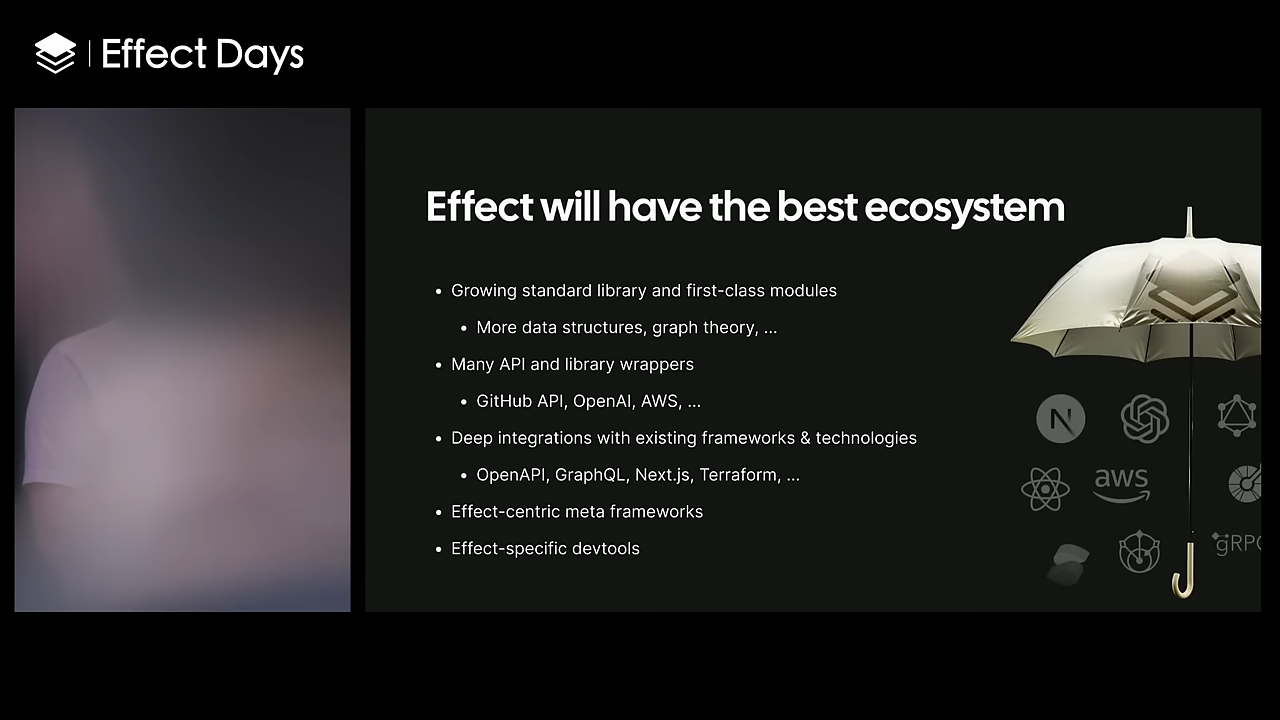 Effect Days
Effect will have the best ecosystem
• Growing standard library and first-class modules
• More data structures, graph theory, ...
• Many API and library wrappers
• GitHub API, OpenAI, AWS, ...
• Deep integrations with existing frameworks & technologies
• OpenAPI, GraphQL, Next.js, Terraform, ...
• Effect-centric meta frameworks
• Effect-specific devtools
N
aws
gRPC